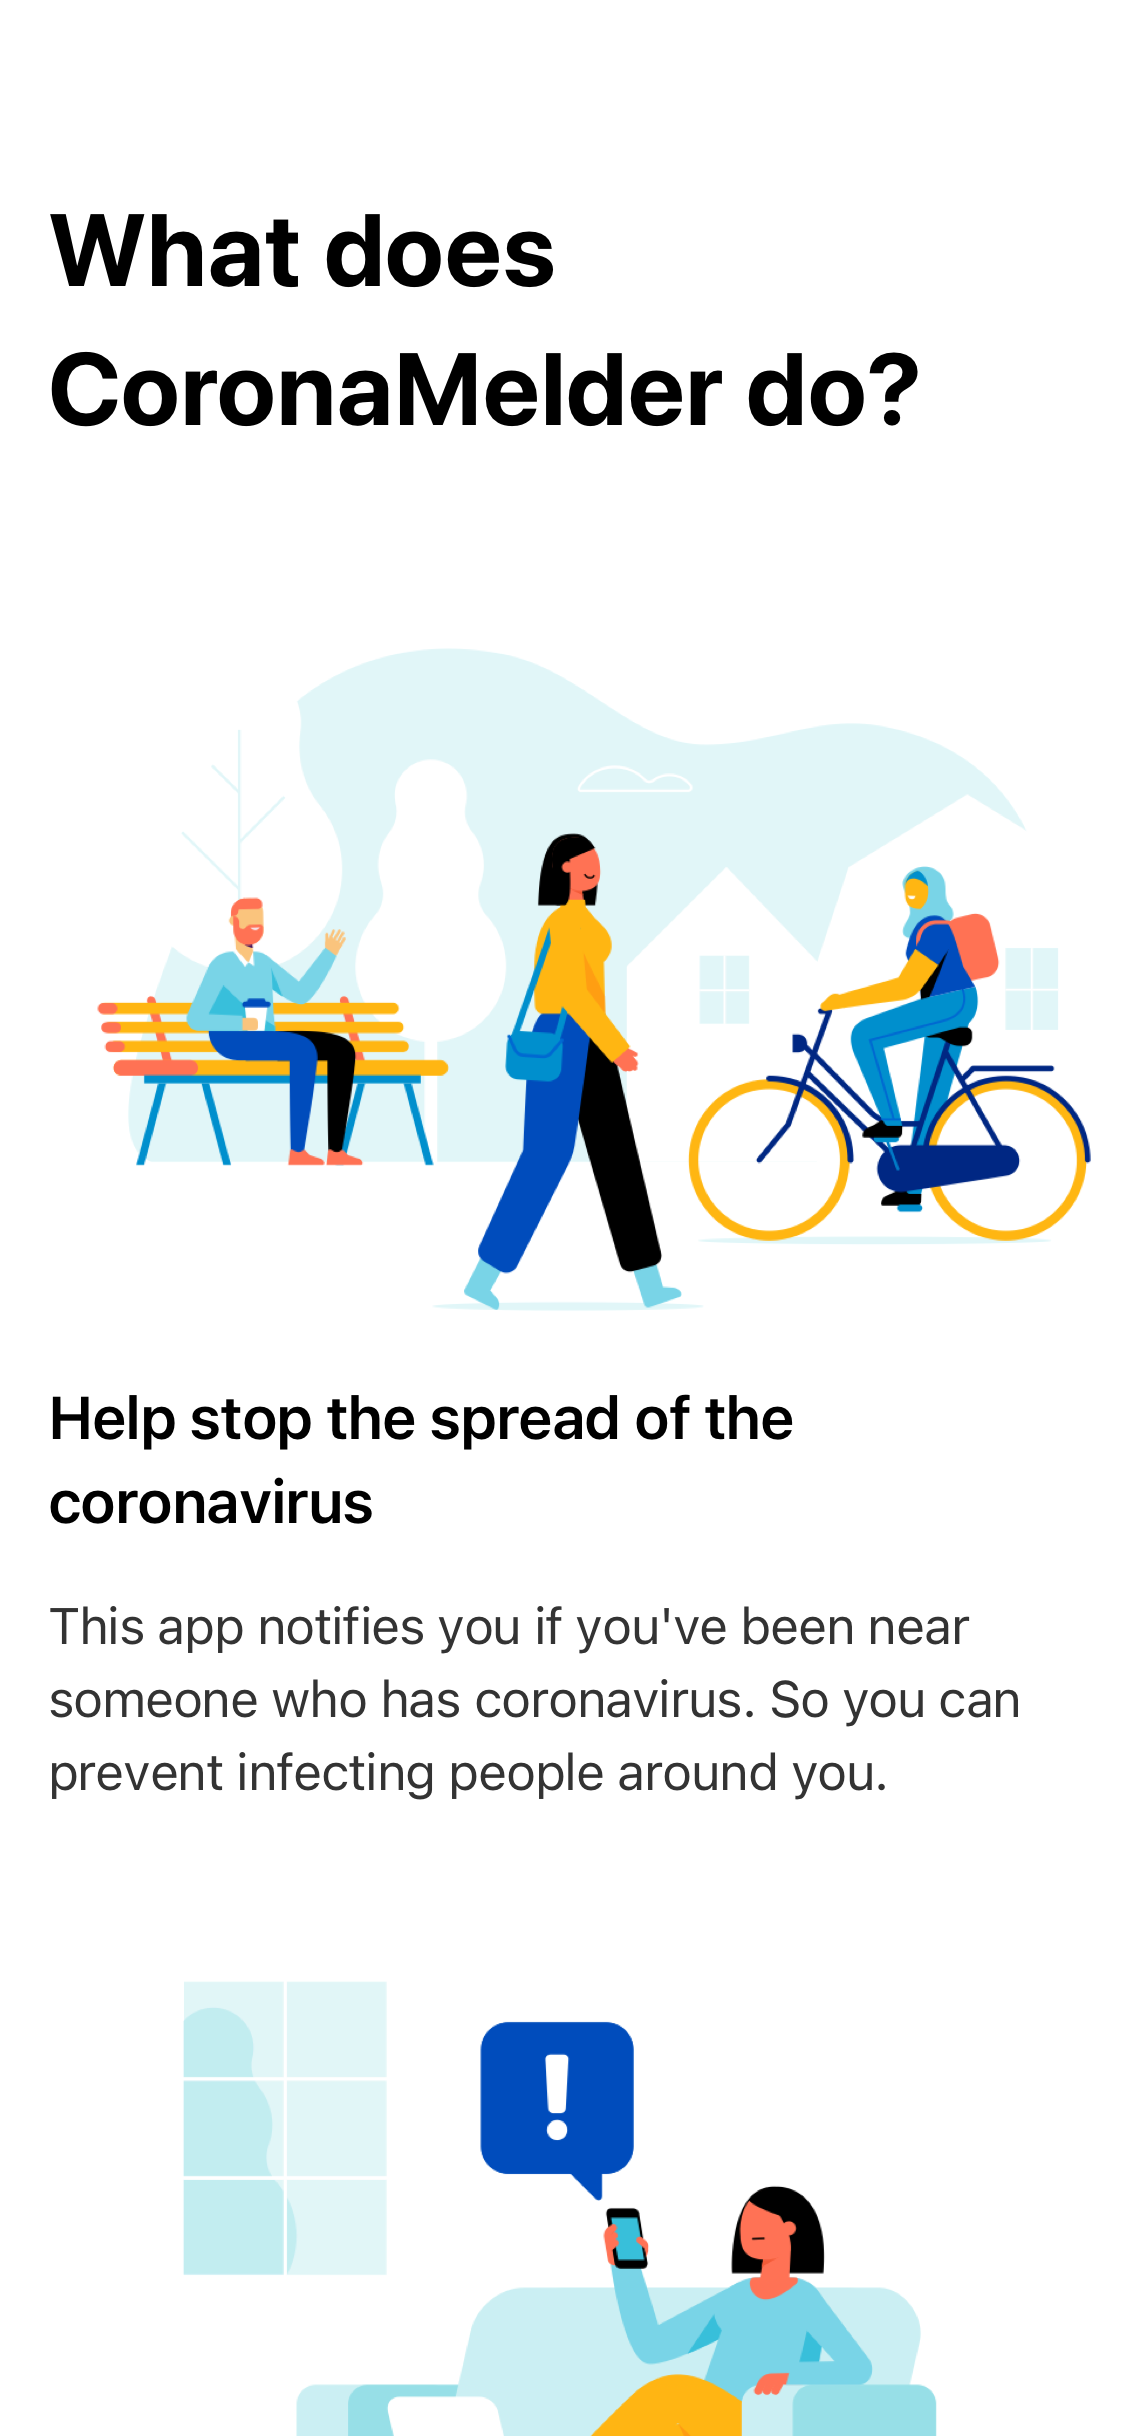 What does
CoronaMelder do?
Help stop the spread of the
coronavirus
This app notifies you if you've been near
someone who has coronavirus. So you can
prevent infecting people around you.
!